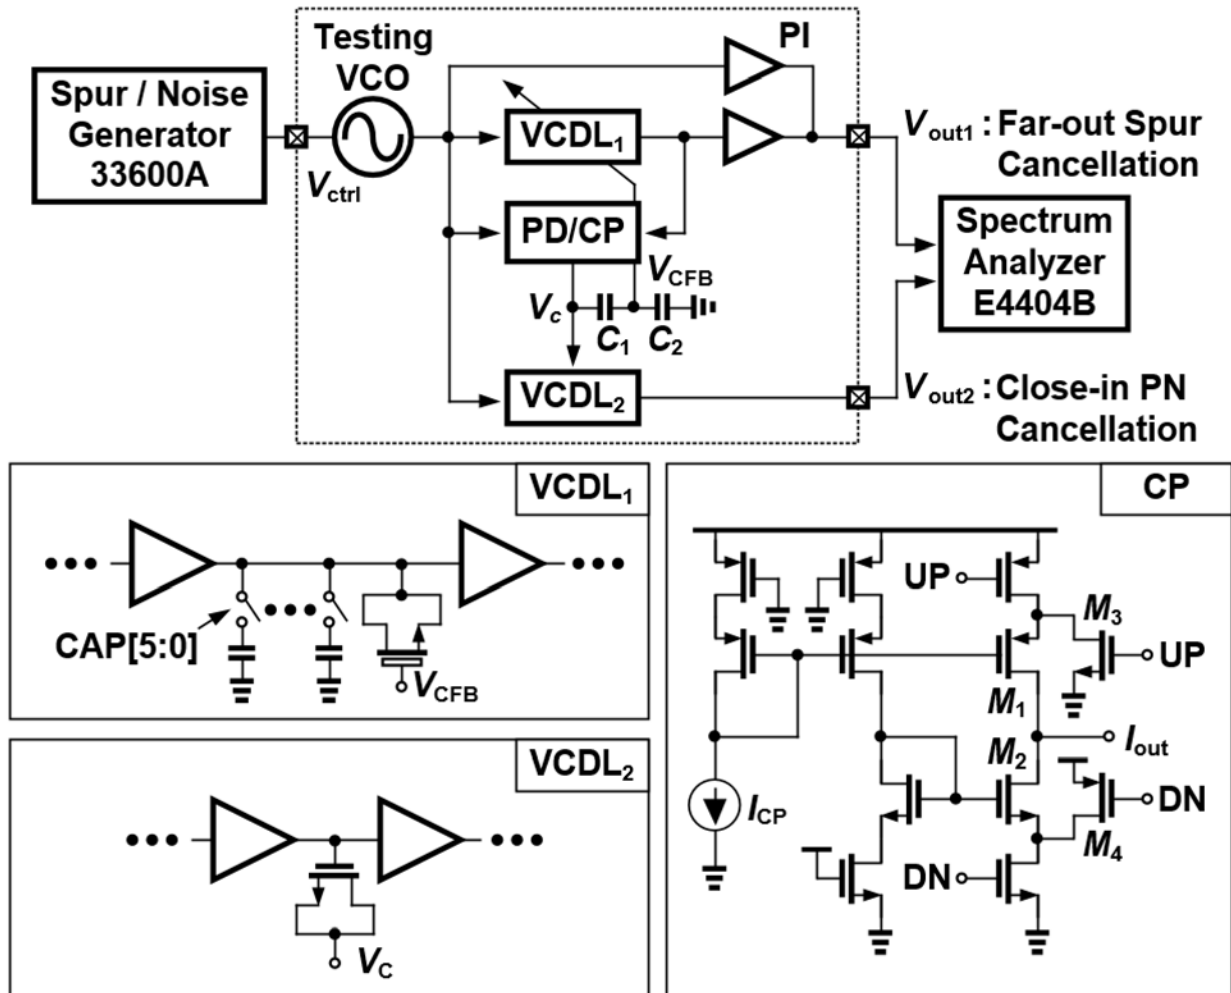 Testing
VCO
PI
Spur / Noise
Generator
33600A
Vctrl
VCDL1
PD/CP
VCFB
Vc
C1
C2
VCDL2
Vout1 : Far-out Spur
Cancellation
Spectrum
Analyzer
E4404B
Vout2 : Close-in PN
Cancellation
VCDL1
CAP[5:0]
VCFB
VCDL2
VC
CP
UP
M3
UP
M1
Iout
M2
ICP
DN
M4
DN